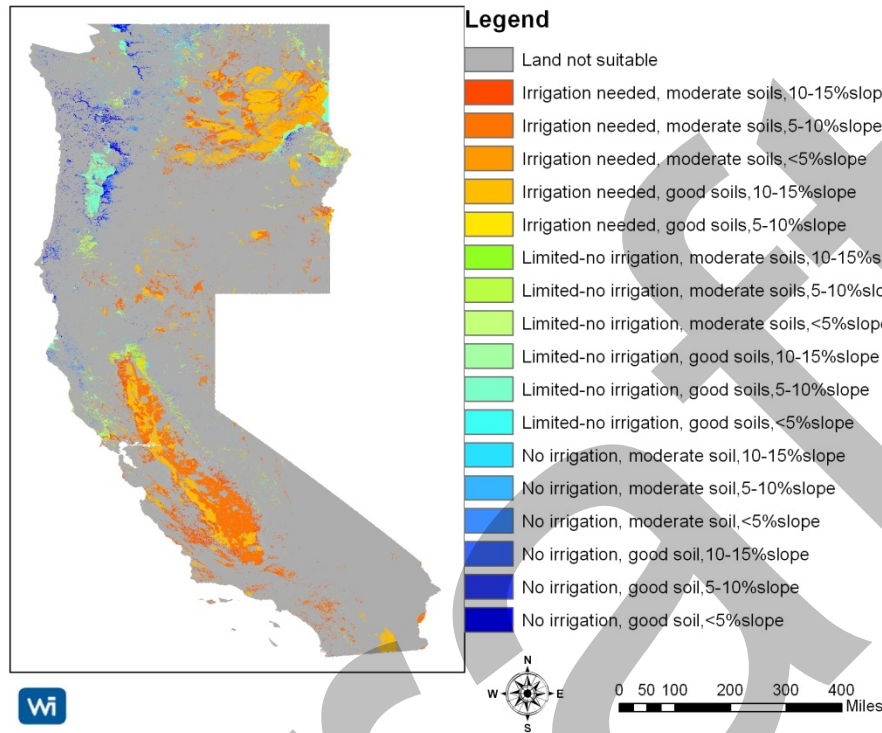 Legend
Land not suitable
Irrigation needed, moderate soils,10-15%slop
Irrigation needed, moderate soils,5-10%slope
Irrigation needed, moderate soils,<5%slope
Irrigation needed, good soils,10-15%slope
Irrigation needed, good soils,5-10%slope
Limited-no irrigation, moderate soils,10-15%s
Limited-no irrigation, moderate soils,5-10%slo
Limited-no irrigation, moderate soils,<5%slope
Limited-no irrigation, good soils,10-15%slope
Limited-no irrigation, good soils,5-10%slope
Limited-no irrigation, good soils,<5%slope
No irrigation, moderate soil,10-15%slope
No irrigation, moderate soil,5-10%slope
No irrigation, moderate soil,<5%slope
No irrigation, good soil,10-15%slope
No irrigation, good soil,5-10%slope
No irrigation, good soil,<5%slope
Wi
N
W E
S
0 50 100 200 300 400
Miles